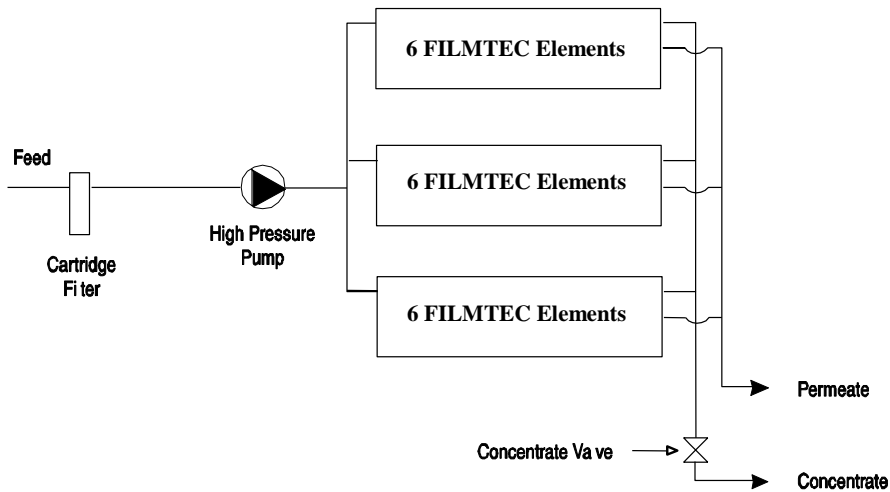 6 FILMTEC Elements
Feed
6 FILMTEC Elements
High Pressure
Pump
Cartridge
Fi ter
6 FILMTEC Elements
Permeate
Concentrate Va ve
Concentrate